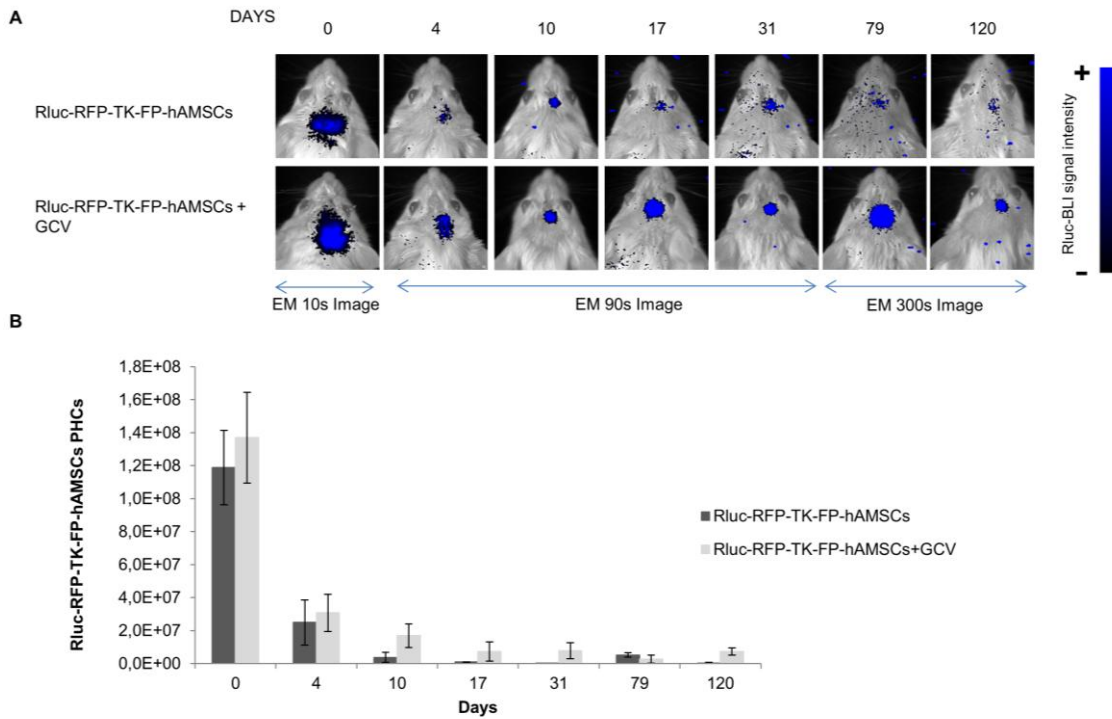 A
DAYS
0 4 10 17 31 79 120
Rluc-RFP-TK-FP-hAMSCs
Rluc-RFP-TK-FP-hAMSCs +
GCV
+
Rluc-BLI signal intensity
-
EM 10s Image EM 90s Image EM 300s Image
B
Rluc-RFP-TK-FP-hAMSCs PHCs
1,8E+08
1,6E+08
1,4E+08
1,2E+08
1,0E+08
8,0E+07
6,0E+07
4,0E+07
2,0E+07
0,0E+00
0 4 10 17 31 79 120
Days
Rluc-RFP-TK-FP-hAMSCs
Rluc-RFP-TK-FP-hAMSCs+GCV